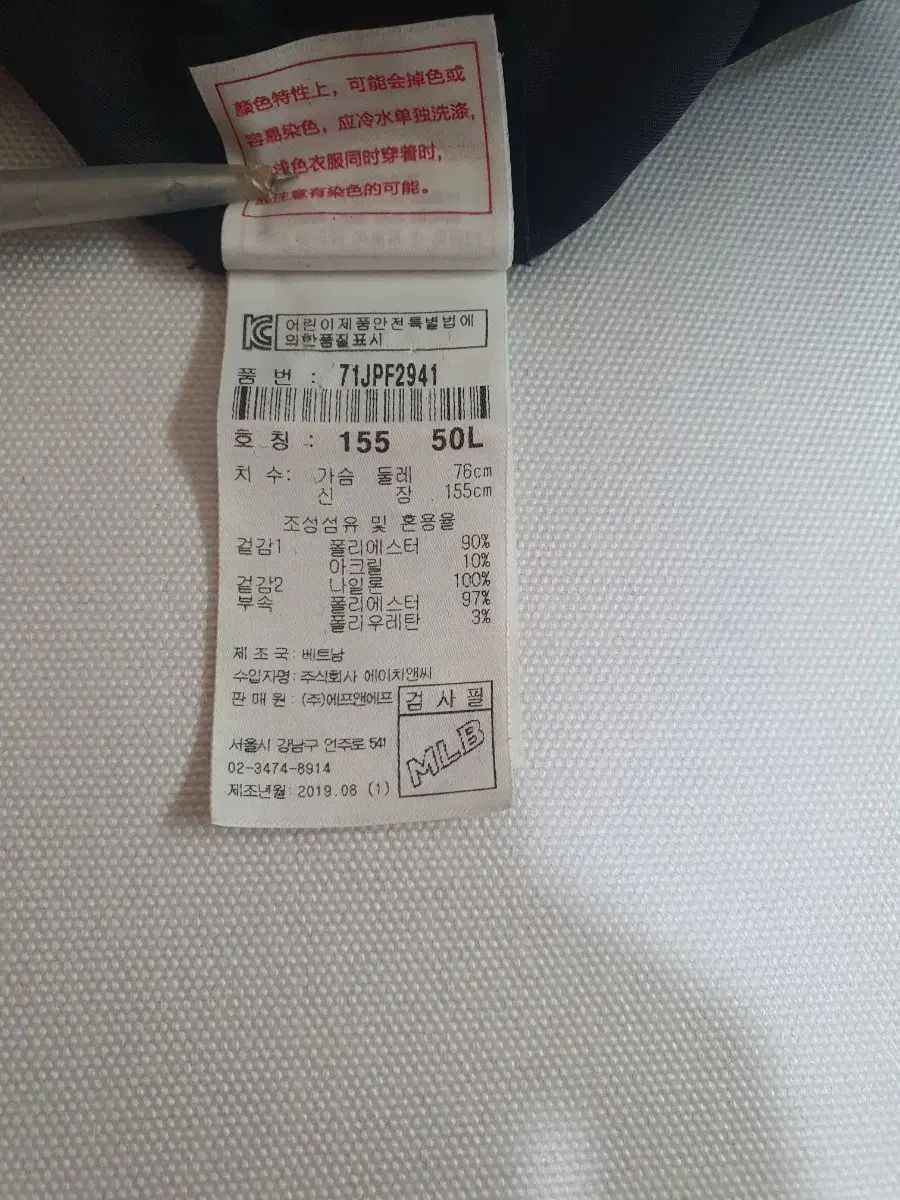 颜色特性上，可能会掉色或
容易染色，应冷水单独洗涤，
浅色衣服同时穿着时，
注意有染色的可能。
어린이제품안전특별법에
의한품질표시
품 번 : 71JPF2941
호 칭 : 155 50L
치 수: 가슴 둘레 76cm
신 장 155cm
조성섬유 및 혼용율
겉감1 폴리에스터 90%
아크릴 10%
겉감2 나일론 100%
부속 폴리에스터 97%
폴리우레탄 3%
제 조 국: 베트남
수입자명: 주식회사 에이치앤씨
판 매 원 : (주)에프앤에프
검 사 필
MLB
서울시 강남구 언주로 541
02-3474-8914
제조년월: 2019.08 (1)